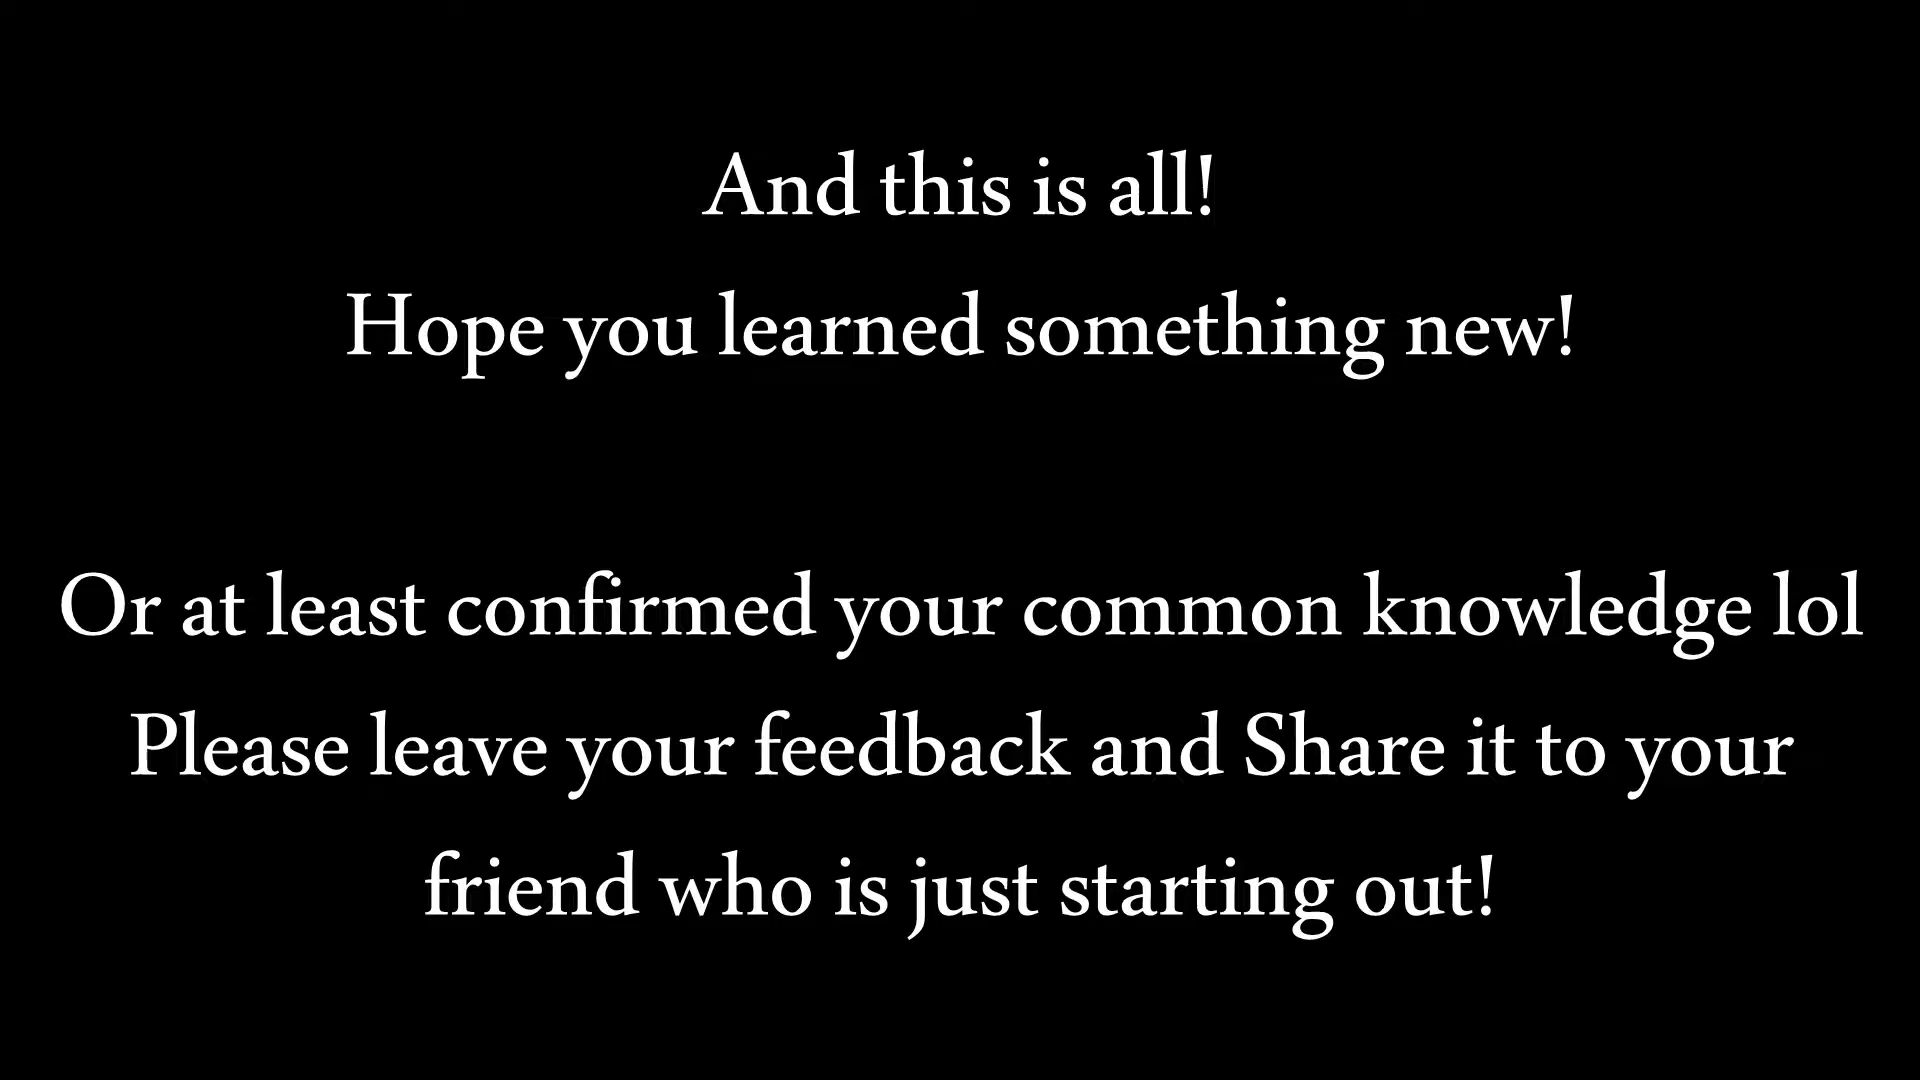 And this is all!
Hope you learned something new!
Or at least confirmed your common knowledge lol
Please leave your feedback and Share it to your
friend who is just starting out!